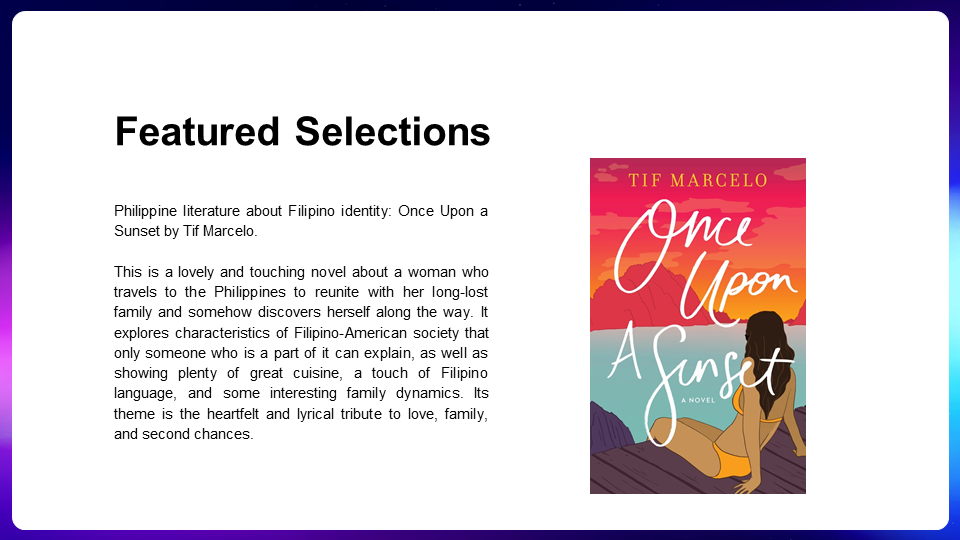 Featured Selections
Philippine literature about Filipino identity: Once Upon a
Sunset by Tif Marcelo.
This is a lovely and touching novel about a woman who
travels to the Philippines to reunite with her long-lost
family and somehow discovers herself along the way. It
explores characteristics of Filipino-American society that
only someone who is a part of it can explain, as well as
showing plenty of great cuisine, a touch of Filipino
language, and some interesting family dynamics. Its
theme is the heartfelt and lyrical tribute to love, family,
and second chances.
TIF MARCELO
Once
Upon
A Sunset
A NOVEL